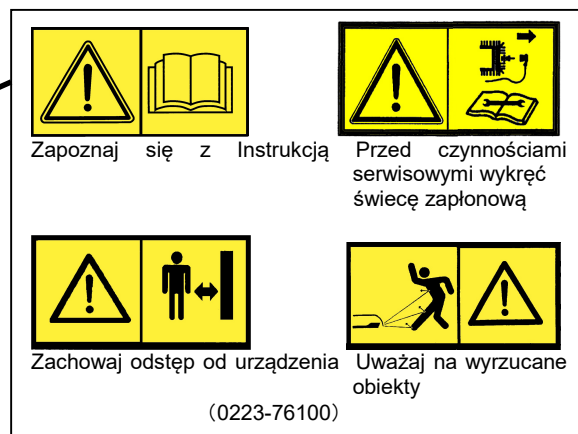 Zapoznaj się z Instrukcją
Przed czynnościami
serwisowymi wykręć
świecę zapłonową
Zachowaj odstęp od urządzenia
Uważaj na wyrzucane
obiekty
(0223-76100)